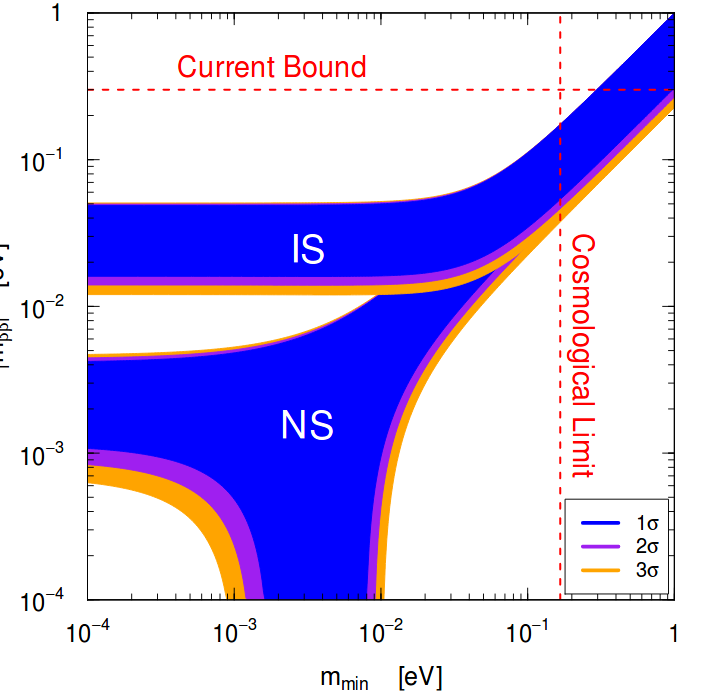 1
Current Bound
10⁻¹
IS
Cosmological Limit
10⁻²
NS
10⁻³
1σ
2σ
3σ
10⁻⁴
10⁻⁴ 10⁻³ 10⁻² 10⁻¹ 1
m_min [eV]